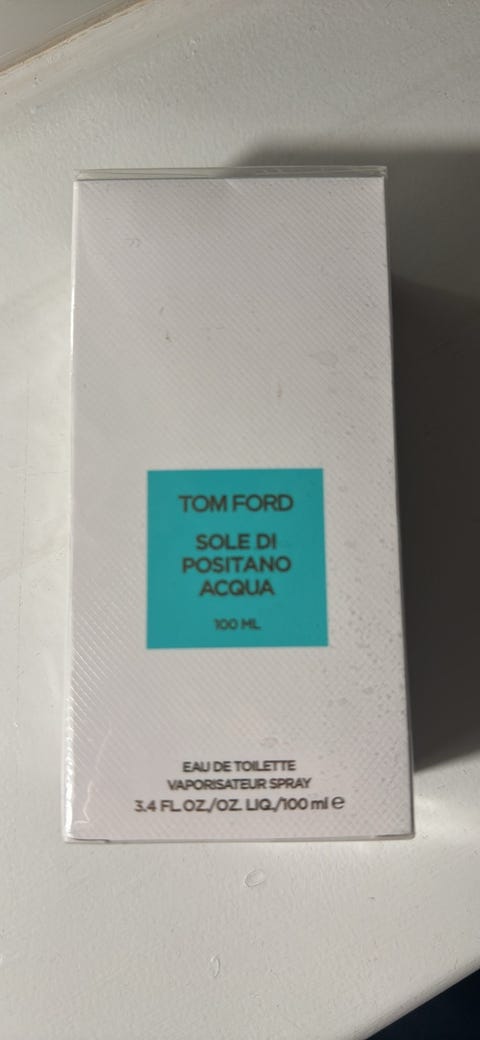 TOM FORD
SOLE DI
POSITANO
ACQUA
100 ML
EAU DE TOILETTE
VAPORISATEUR SPRAY
3.4 FL.OZ./OZ. LIQ./100 ml ℮